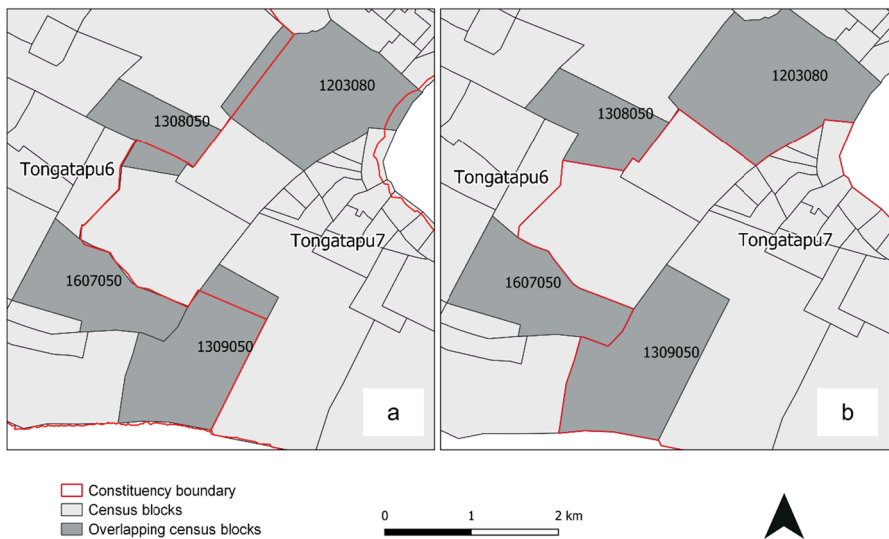 1203080
1308050
Tongatapu6
Tongatapu7
1607050
1309050
a
1203080
1308050
Tongatapu6
Tongatapu7
1607050
1309050
b
Constituency boundary
Census blocks
Overlapping census blocks
0 1 2 km